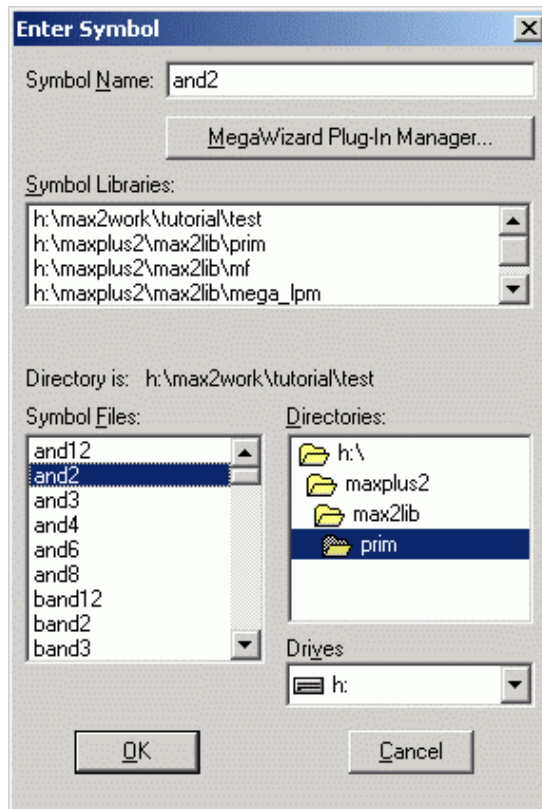 Enter Symbol
Symbol Name: and2
MegaWizard Plug-In Manager...
Symbol Libraries:
h:\max2work\tutorial\test
h:\maxplus2\max2lib\prim
h:\maxplus2\max2lib\mf
h:\maxplus2\max2lib\mega_lpm
Directory is: h:\max2work\tutorial\test
Symbol Files:
and12
and2
and3
and4
and6
and8
band12
band2
band3
Directories:
h:\
maxplus2
max2lib
prim
Drives
h:
OK
Cancel